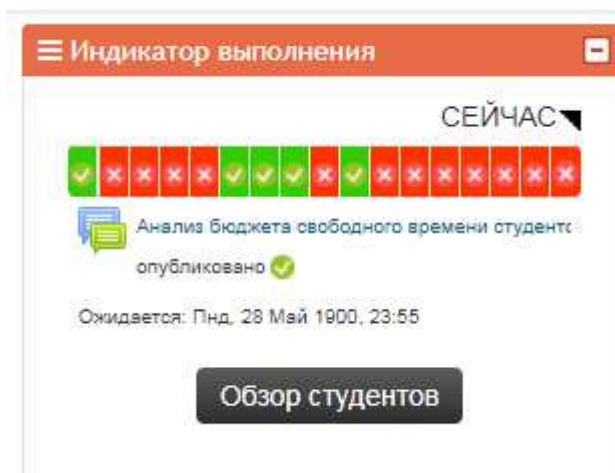 Индикатор выполнения
СЕЙЧАС
Анализ бюджета свободного времени студентс
опубликовано
Ожидается: Пнд, 28 Май 1900, 23:55
Обзор студентов